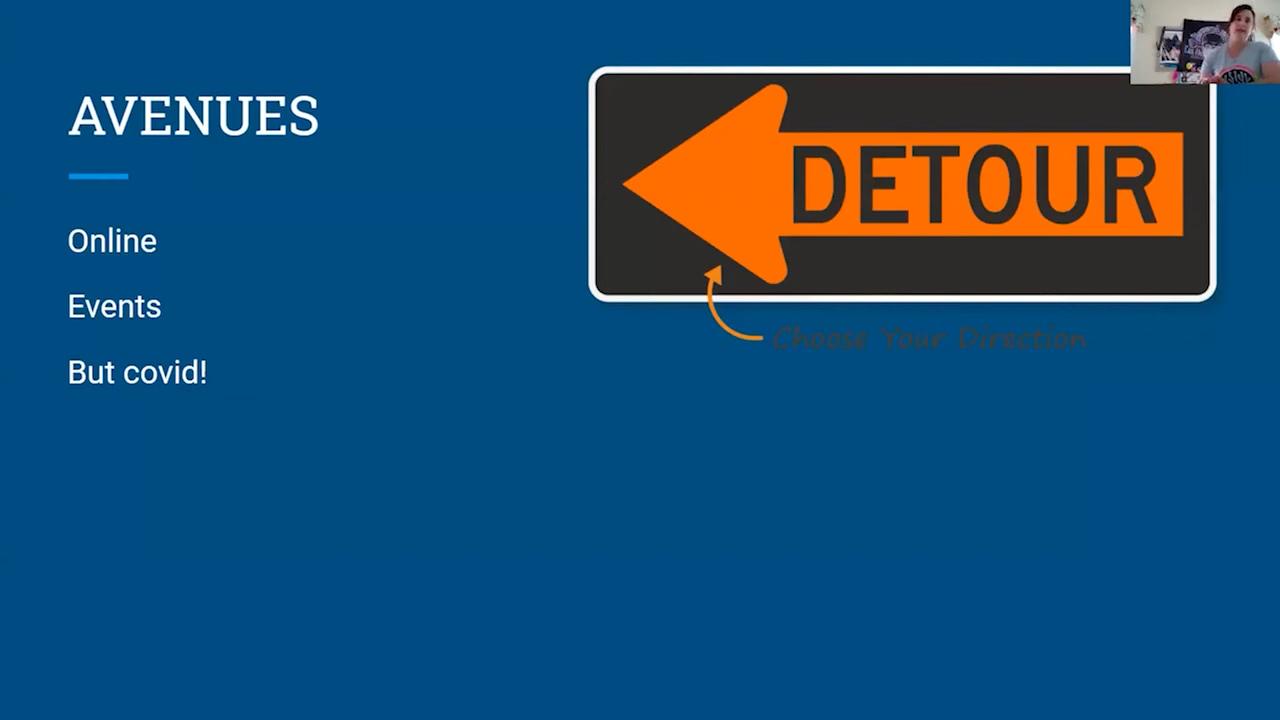 AVENUES
Online
Events
But covid!
DETOUR
Choose Your Direction